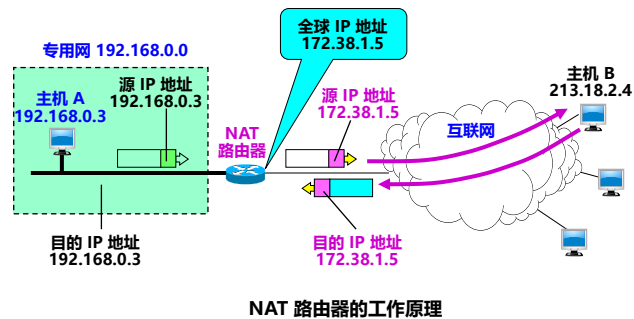 全球 IP 地址
172.38.1.5
专用网 192.168.0.0
源 IP 地址
192.168.0.3
主机 A
192.168.0.3
NAT
路由器
源 IP 地址
172.38.1.5
互联网
主机 B
213.18.2.4
目的 IP 地址
192.168.0.3
目的 IP 地址
172.38.1.5
NAT 路由器的工作原理